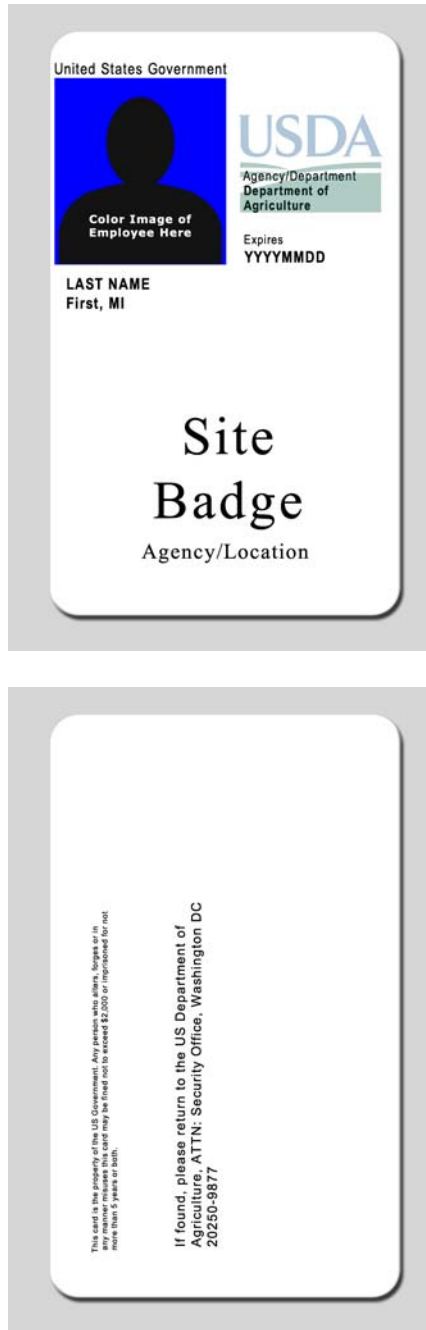 United States Government
USDA
Agency/Department
Department of
Agriculture
Color Image of
Employee Here
Expires
YYYYMMDD
LAST NAME
First, MI
Site
Badge
Agency/Location
This card is the property of the US Government. Any person who alters, forges or in
any manner misuses this card may be fined not to exceed $2,000 or imprisoned for not
more than 5 years or both.
If found, please return to the US Department of
Agriculture, ATTN: Security Office, Washington DC
20250-9877